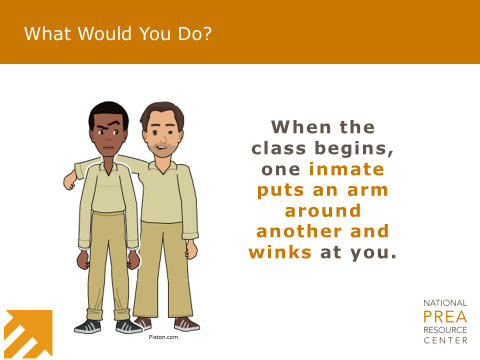 What Would You Do?
When the
class begins,
one inmate
puts an arm
around
another and
winks at you.
Pixton.com
NATIONAL
PREA
RESOURCE
CENTER